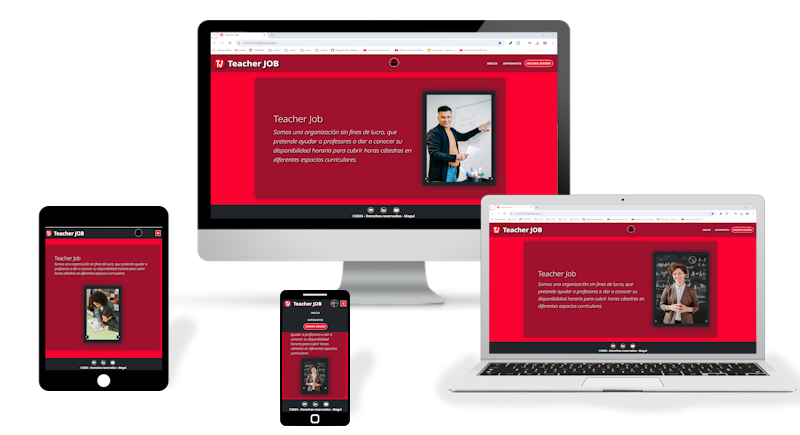 Teacher JOB
INICIO
ASPIRANTES
INICIAR SESIÓN
Teacher Job
Somos una organización sin fines de lucro, que
pretende ayudar a profesores a dar a conocer su
disponibilidad horaria para cubrir horas cátedras en
diferentes espacios curriculares.
©2024 - Derechos reservados - Magui
Teacher JOB
Teacher Job
Somos una organización sin fines de lucro, que pretende ayudar a
profesores a dar a conocer su disponibilidad horaria para cubrir
horas cátedras en diferentes espacios curriculares.
©2024 - Derechos reservados - Magui
Teacher JOB
INICIO
ASPIRANTES
INICIAR SESIÓN
ayudar a profesores a dar a
conocer su disponibilidad
horaria para cubrir horas
cátedras en diferentes
espacios curriculares.
©2024 - Derechos reservados - Magui
Teacher JOB
INICIO
ASPIRANTES
INICIAR SESIÓN
Teacher Job
Somos una organización sin fines de lucro, que
pretende ayudar a profesores a dar a conocer su
disponibilidad horaria para cubrir horas cátedras en
diferentes espacios curriculares.
©2024 - Derechos reservados - Magui